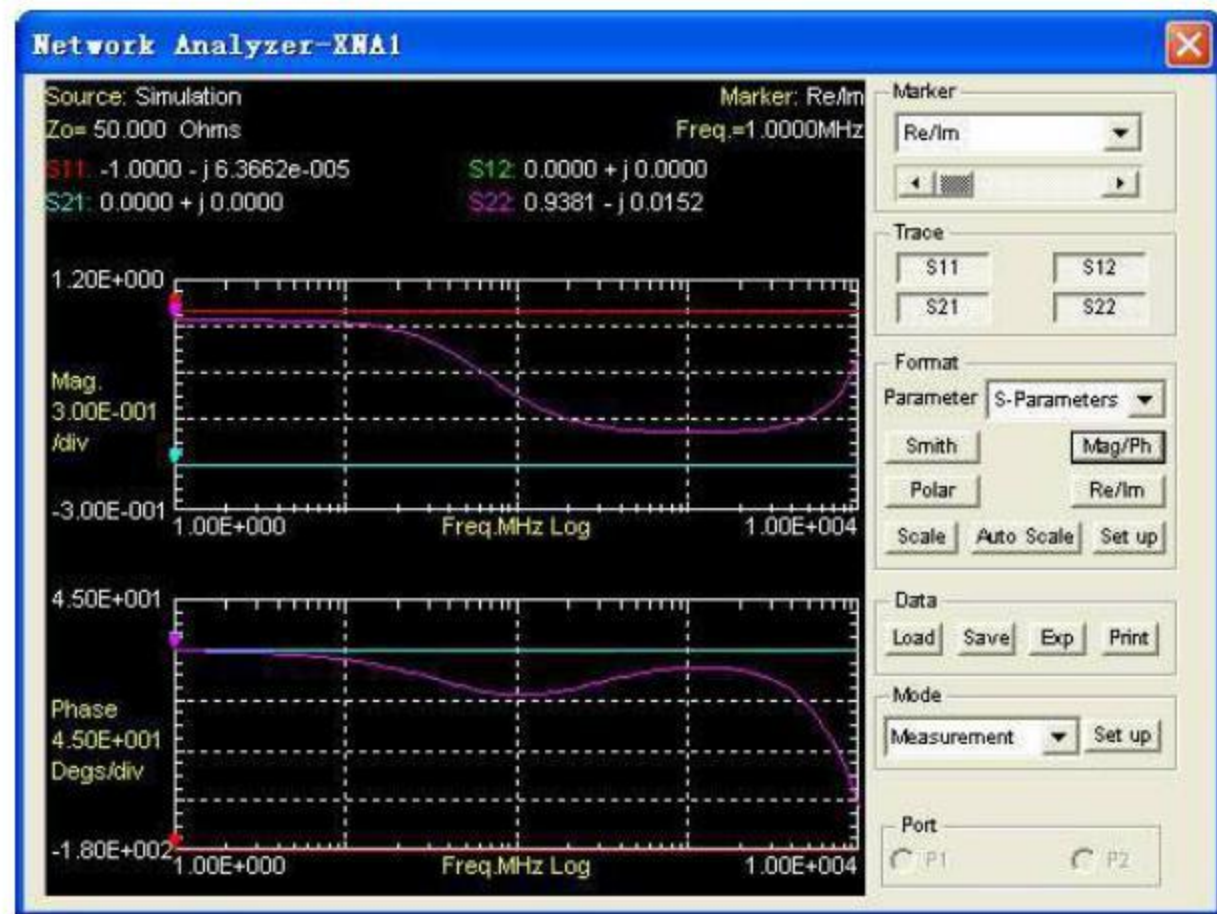 Network Analyzer-XNA1
Source: Simulation Marker: Re/Im
Zo= 50.000 Ohms Freq.=1.0000MHz
S11: -1.0000 - j 6.3662e-005 S12: 0.0000 + j 0.0000
S21: 0.0000 + j 0.0000 S22: 0.9381 - j 0.0152
1.20E+000
Mag.
3.00E-001
/div
-3.00E-001
1.00E+000 Freq.MHz Log 1.00E+004
4.50E+001
Phase
4.50E+001
Degs/div
-1.80E+002
1.00E+000 Freq.MHz Log 1.00E+004
Marker
Re/Im
Trace
S11 S12
S21 S22
Format
Parameter S-Parameters
Smith Mag/Ph
Polar Re/Im
Scale Auto Scale Set up
Data
Load Save Exp Print
Mode
Measurement Set up
Port
P1 P2